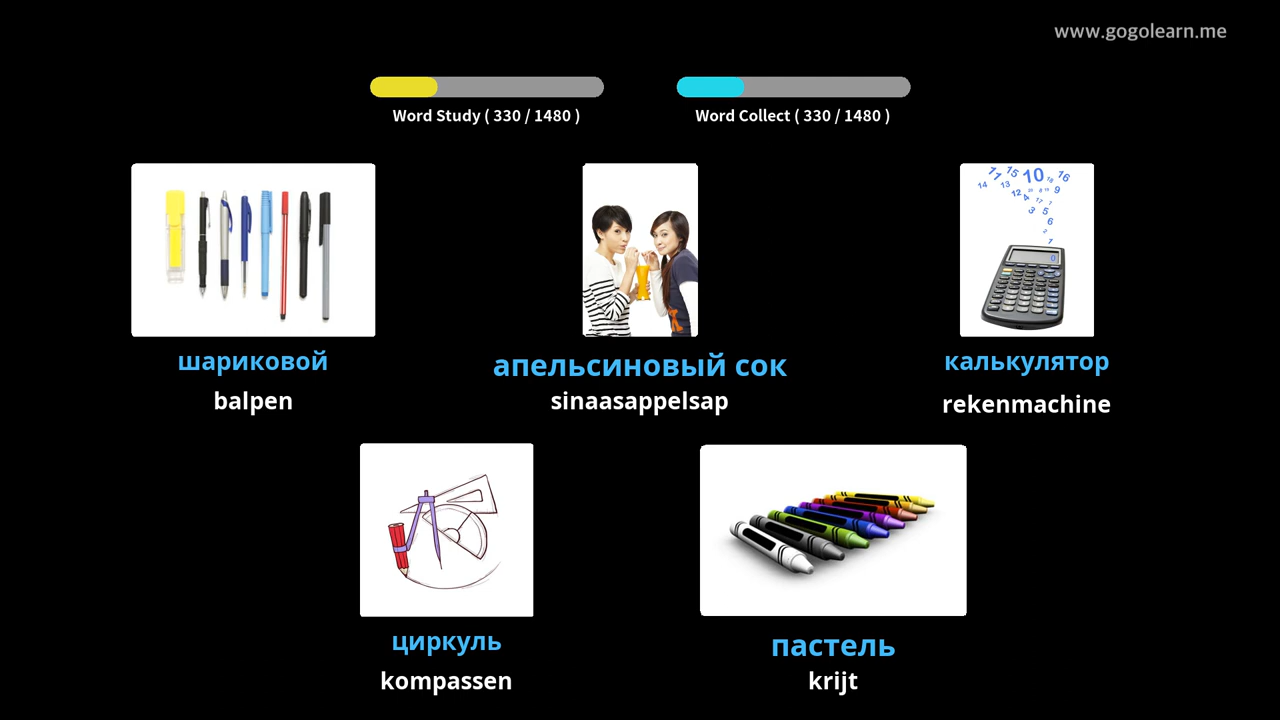 www.gogolearn.me
Word Study ( 330 / 1480 )
Word Collect ( 330 / 1480 )
шариковой
balpen
апельсиновый сок
sinaasappelsap
калькулятор
rekenmachine
циркуль
kompassen
пастель
krijt